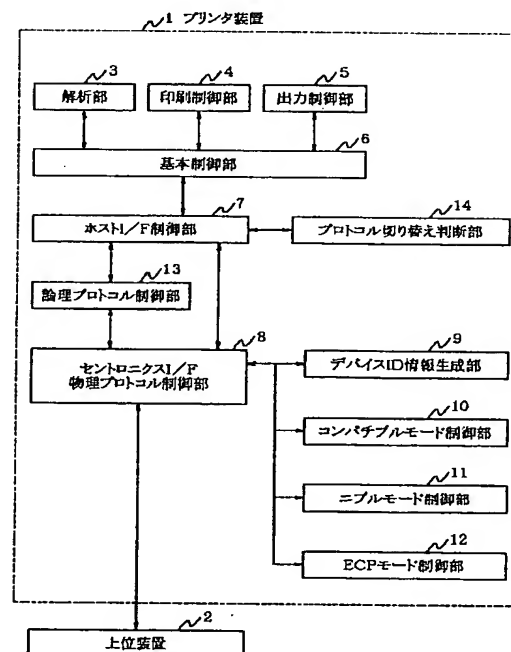 1 プリンタ装置
3
4
5
解析部
印刷制御部
出力制御部
6
基本制御部
7
14
ホストI/F制御部
プロトコル切り替え判断部
13
論理プロトコル制御部
8
9
セントロニクスI/F
物理プロトコル制御部
デバイスID情報生成部
10
コンパチブルモード制御部
11
ニブルモード制御部
12
ECPモード制御部
2
上位装置